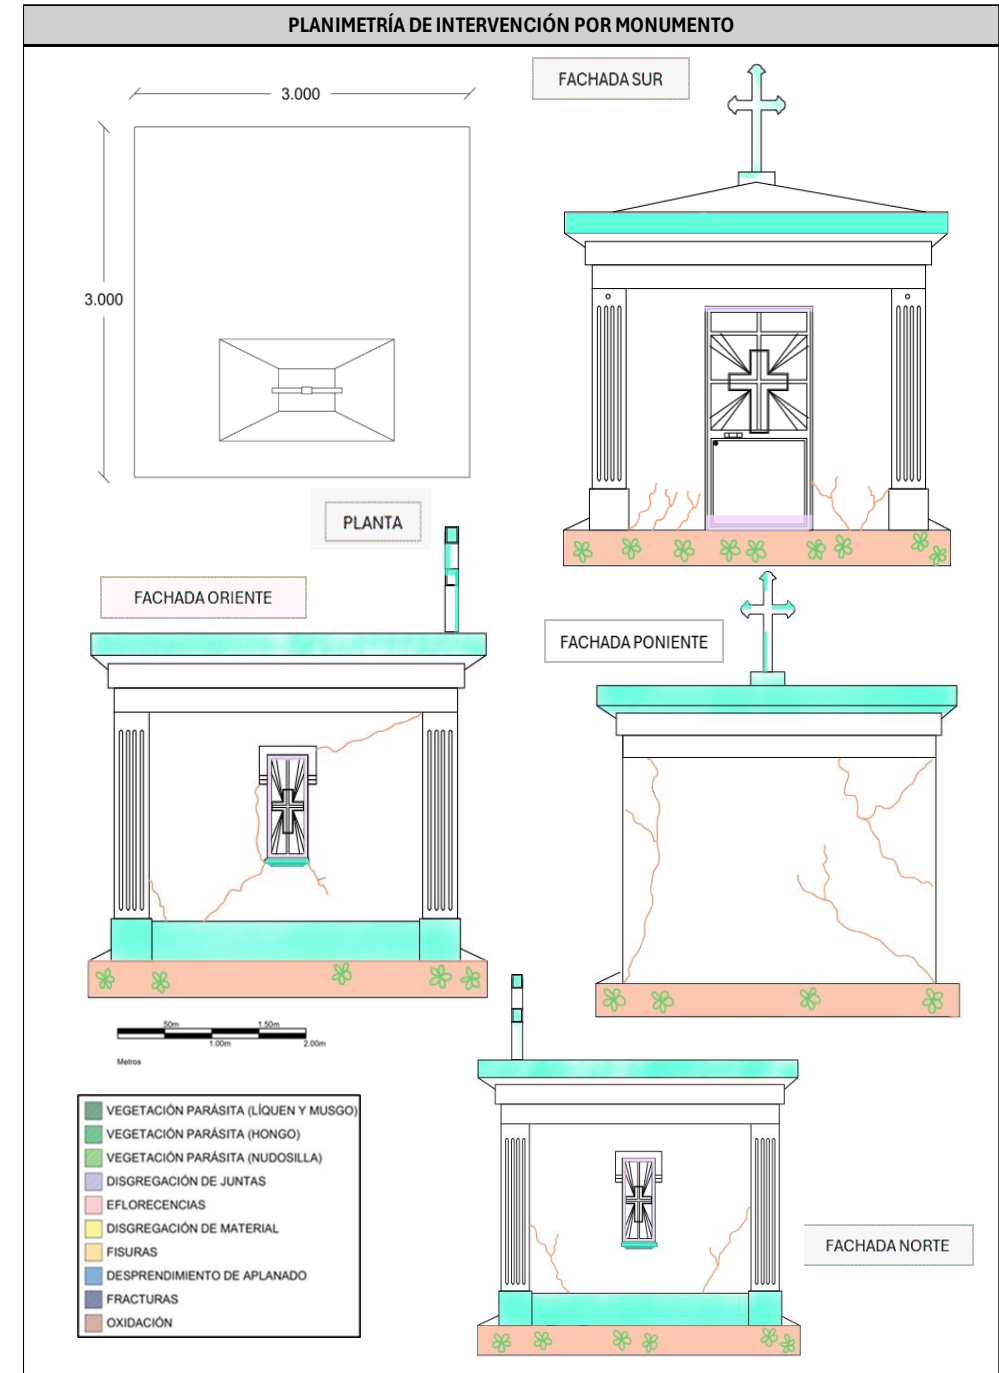 PLANIMETRÍA DE INTERVENCIÓN POR MONUMENTO
FACHADA SUR
3.000
3.000
PLANTA
FACHADA ORIENTE
FACHADA PONIENTE
50m
1.50m
1.00m
2.00m
Metros
VEGETACIÓN PARÁSITA (LÍQUEN Y MUSGO)
VEGETACIÓN PARÁSITA (HONGO)
VEGETACIÓN PARÁSITA (NUDOSILLA)
DISGREGACIÓN DE JUNTAS
EFLORECENCIAS
DISGREGACIÓN DE MATERIAL
FISURAS
DESPRENDIMIENTO DE APLANADO
FRACTURAS
OXIDACIÓN
FACHADA NORTE